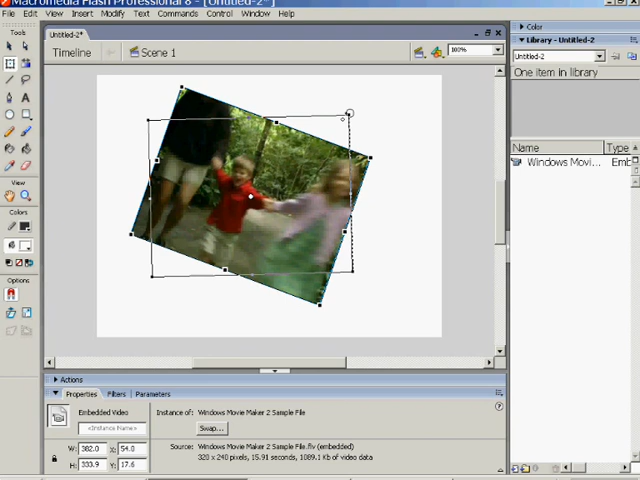 Macromedia Flash Professional 8 - [Untitled-2*]
File Edit View Insert Modify Text Commands Control Window Help
Tools
View
Colors
Options
Untitled-2*
Timeline
Scene 1
100%
Color
Library - Untitled-2
Untitled-2
One item in library
Name Type
Windows Movi... Emb
Actions
Properties Filters Parameters
Embedded Video
<Instance Name>
Instance of: Windows Movie Maker 2 Sample File
Swap...
W: 382.0 X: 54.0
H: 333.9 Y: 17.6
Source: Windows Movie Maker 2 Sample File.flv (embedded)
320 x 240 pixels, 15.91 seconds, 1089.1 Kb of video data